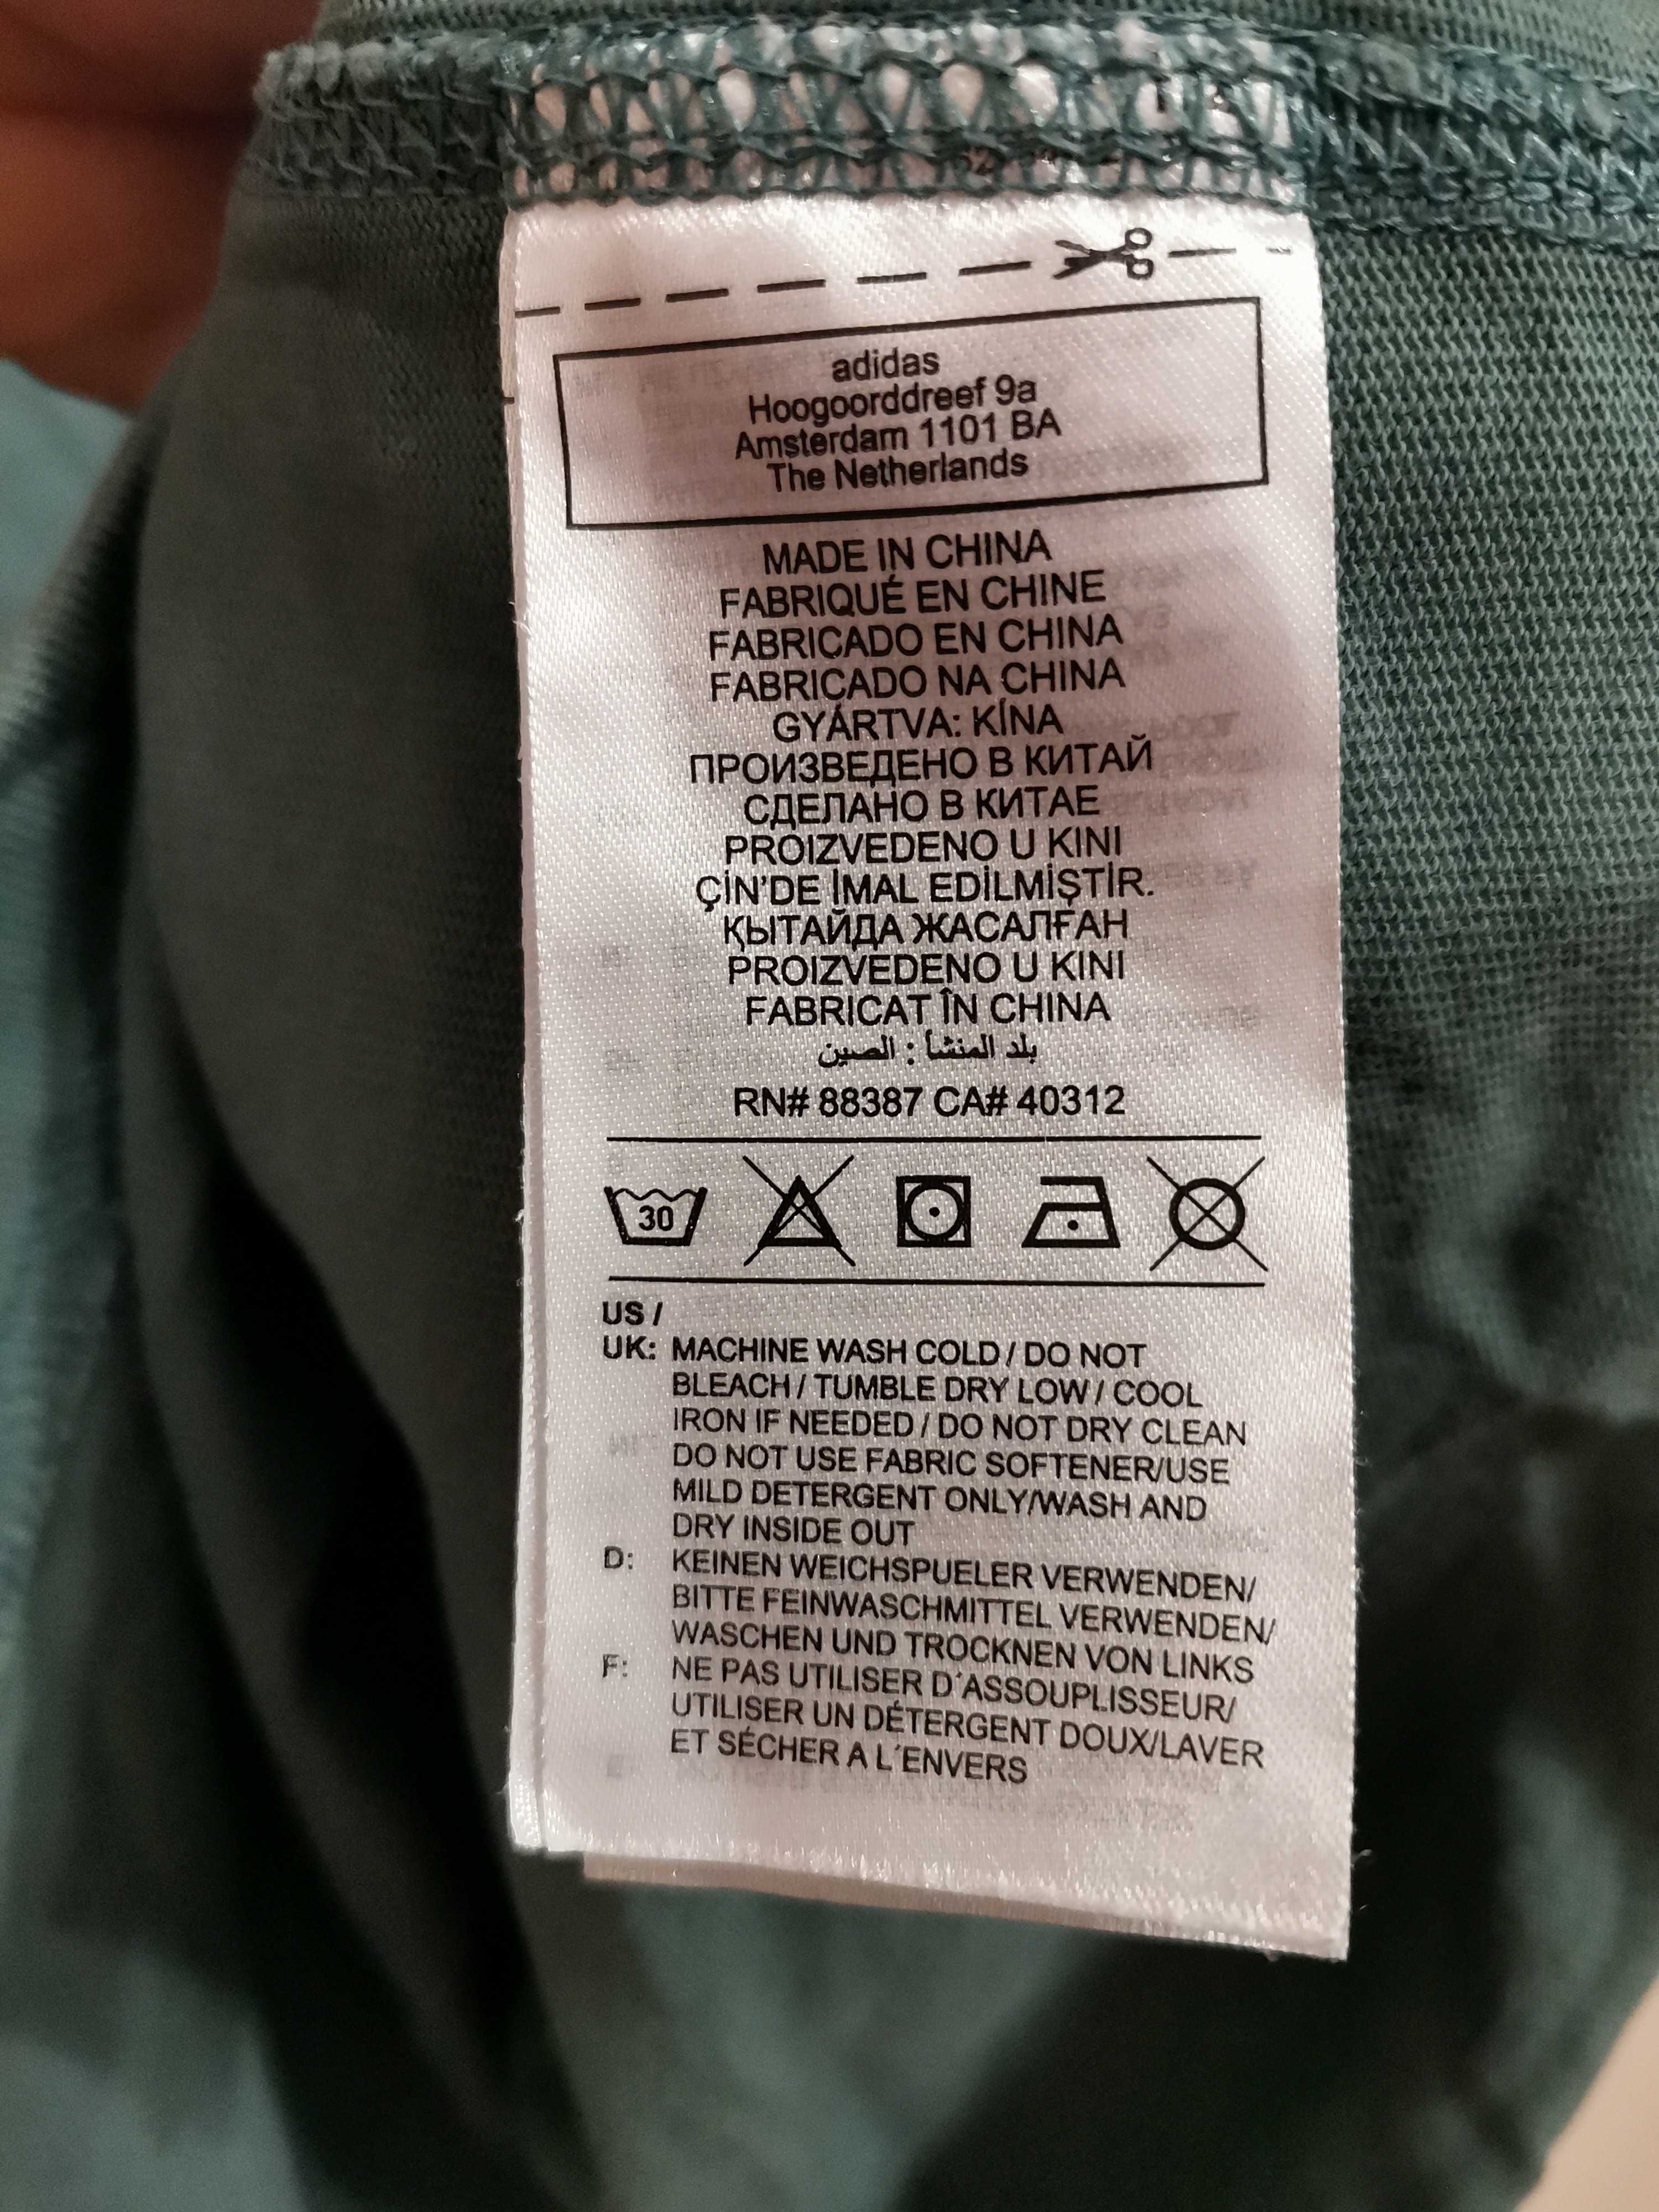 adidas
Hoogoorddreef 9a
Amsterdam 1101 BA
The Netherlands
MADE IN CHINA
FABRIQUÉ EN CHINE
FABRICADO EN CHINA
FABRICADO NA CHINA
GYÁRTVA: KÍNA
ПРОИЗВЕДЕНО В КИТАЙ
СДЕЛАНО В КИТАЕ
PROIZVEDENO U KINI
ÇİN'DE İMAL EDİLMİŞTİR.
ҚЫТАЙДА ЖАСАЛҒАН
PROIZVEDENO U KINI
FABRICAT ÎN CHINA
بلد المنشأ : الصين
RN# 88387 CA# 40312
30
US /
UK: MACHINE WASH COLD / DO NOT
BLEACH / TUMBLE DRY LOW / COOL
IRON IF NEEDED / DO NOT DRY CLEAN
DO NOT USE FABRIC SOFTENER/USE
MILD DETERGENT ONLY/WASH AND
DRY INSIDE OUT
D: KEINEN WEICHSPUELER VERWENDEN/
BITTE FEINWASCHMITTEL VERWENDEN/
WASCHEN UND TROCKNEN VON LINKS
F: NE PAS UTILISER D´ASSOUPLISSEUR/
UTILISER UN DÉTERGENT DOUX/LAVER
ET SÉCHER A L´ENVERS